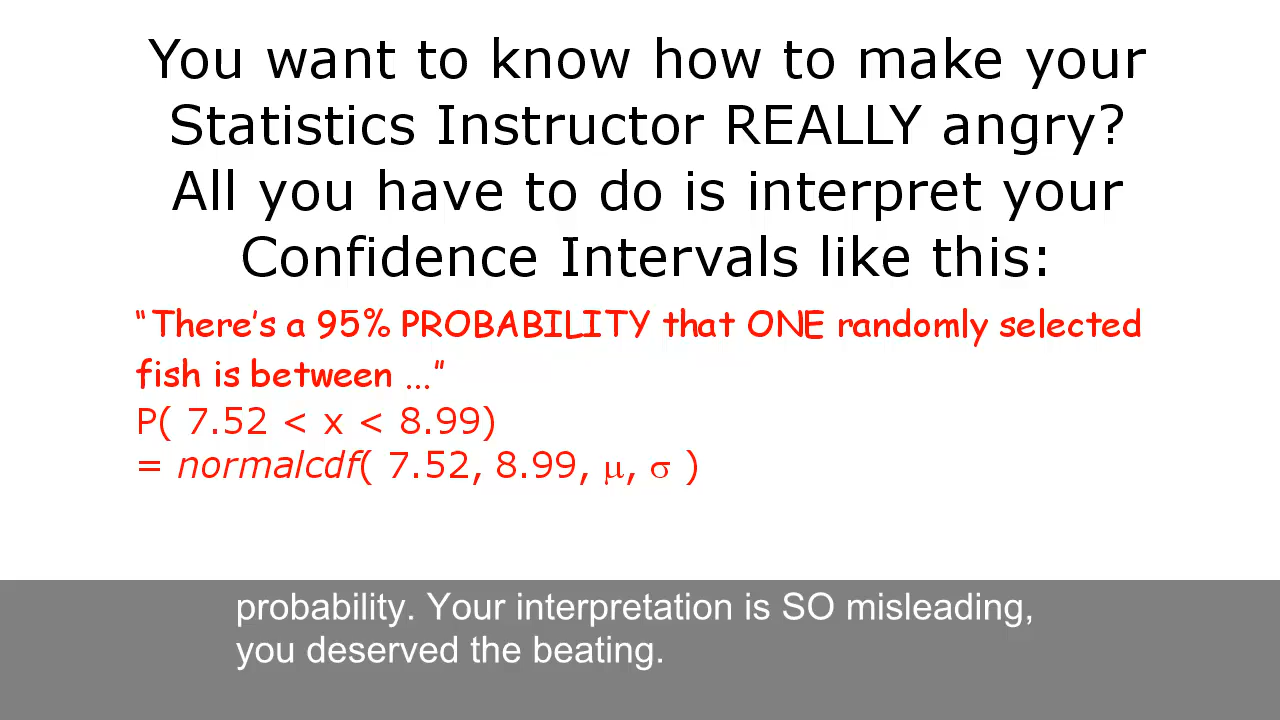 You want to know how to make your
Statistics Instructor REALLY angry?
All you have to do is interpret your
Confidence Intervals like this:
“There’s a 95% PROBABILITY that ONE randomly selected
fish is between ...”
P( 7.52 < x < 8.99)
= normalcdf( 7.52, 8.99, μ, σ )
probability. Your interpretation is SO misleading,
you deserved the beating.